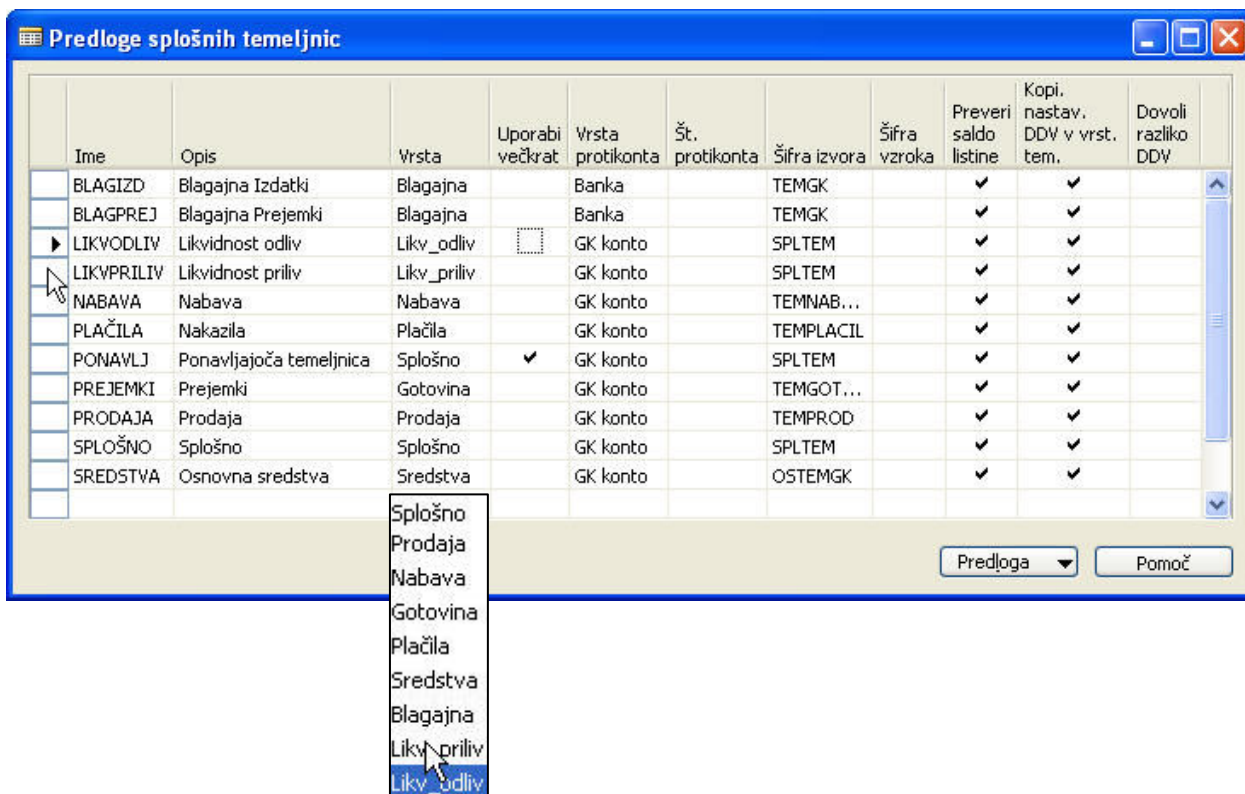 Predloge splošnih temeljnic
Ime Opis Vrsta Uporabi večkrat Vrsta protikonta Št. protikonta Šifra izvora Šifra vzroka Preveri saldo listine Kopi. nastav. DDV v vrst. tem. Dovoli razliko DDV
BLAGIZD Blagajna Izdatki Blagajna Banka TEMGK ✔ ✔
BLAGPREJ Blagajna Prejemki Blagajna Banka TEMGK ✔ ✔
LIKVODLIV Likvidnost odliv Likv_odliv GK konto SPLTEM ✔ ✔
LIKVPRILIV Likvidnost priliv Likv_priliv GK konto SPLTEM ✔ ✔
NABAVA Nabava Nabava GK konto TEMNAB... ✔ ✔
PLAČILA Nakazila Plačila GK konto TEMPLACIL ✔ ✔
PONAVLJ Ponavljajoča temeljnica Splošno ✔ GK konto SPLTEM ✔ ✔
PREJEMKI Prejemki Gotovina GK konto TEMGOT... ✔ ✔
PRODAJA Prodaja Prodaja GK konto TEMPROD ✔ ✔
SPLOŠNO Splošno Splošno GK konto SPLTEM ✔ ✔
SREDSTVA Osnovna sredstva Sredstva GK konto OSTEMGK ✔ ✔
Predloga Pomoč
Splošno
Prodaja
Nabava
Gotovina
Plačila
Sredstva
Blagajna
Likv_priliv
Likv_odliv